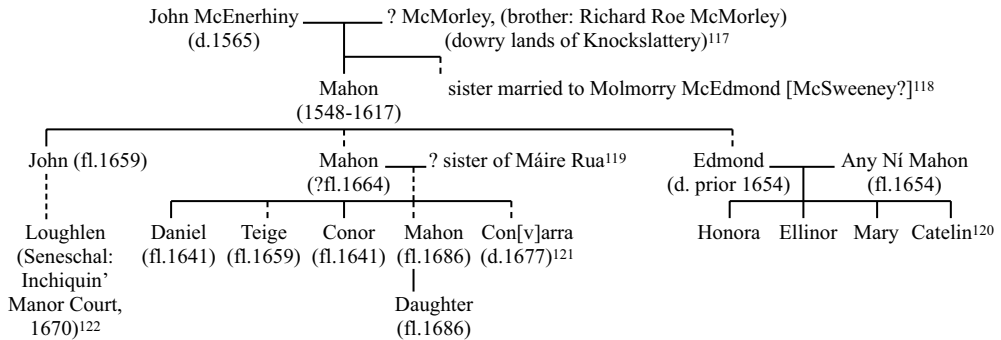 John McEnerhiny ? McMorley, (brother: Richard Roe McMorley)
(d.1565) (dowry lands of Knockslattery)117
Mahon sister married to Molmorry McEdmond [McSweeney?]118
(1548-1617)
John (fl.1659) Mahon ? sister of Máire Rua119 Edmond Any Ní Mahon
(?fl.1664) (d. prior 1654) (fl.1654)
Loughlen Daniel Teige Conor Mahon Con[v]arra Honora Ellinor Mary Catelin120
(Seneschal: (fl.1641) (fl.1659) (fl.1641) (fl.1686) (d.1677)121
Inchiquin’
Manor Court, Daughter
1670)122 (fl.1686)